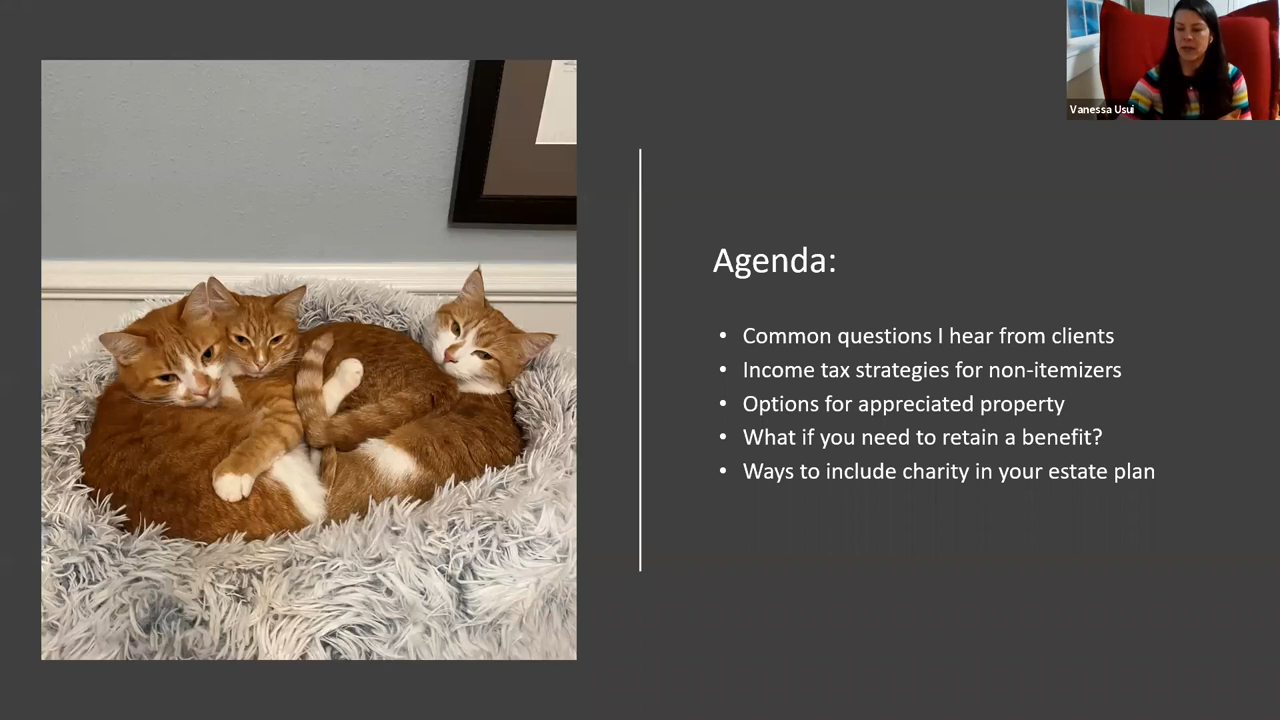 Vanessa Usui
Agenda:
• Common questions I hear from clients
• Income tax strategies for non-itemizers
• Options for appreciated property
• What if you need to retain a benefit?
• Ways to include charity in your estate plan